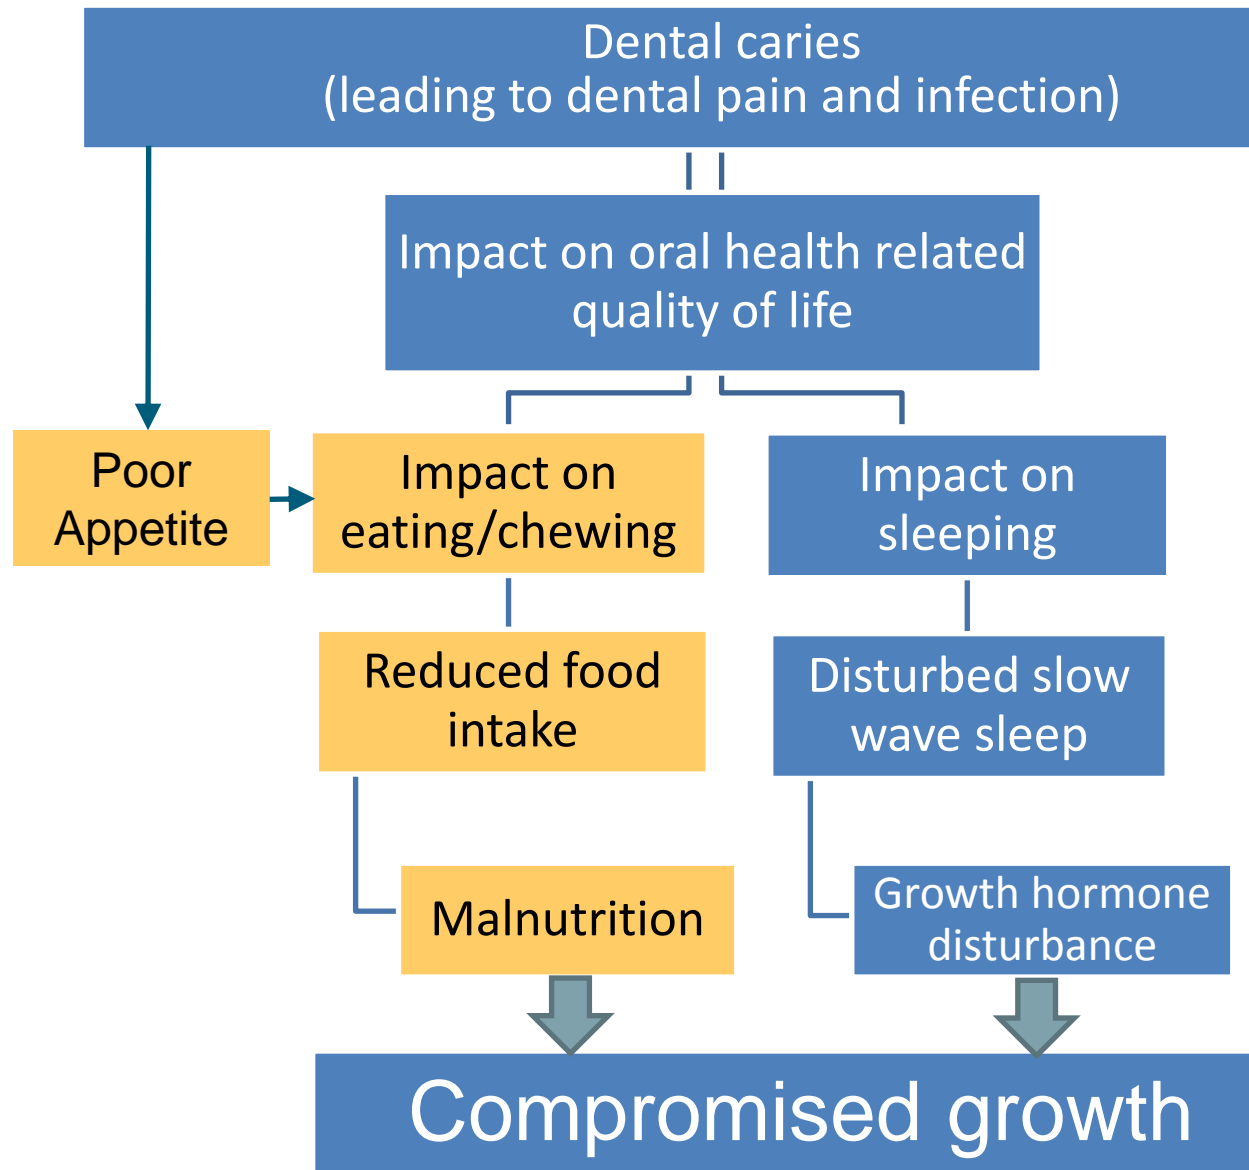 Dental caries
(leading to dental pain and infection)
Impact on oral health related
quality of life
Poor
Appetite
Impact on
eating/chewing
Impact on
sleeping
Reduced food
intake
Disturbed slow
wave sleep
Malnutrition
Growth hormone
disturbance
Compromised growth